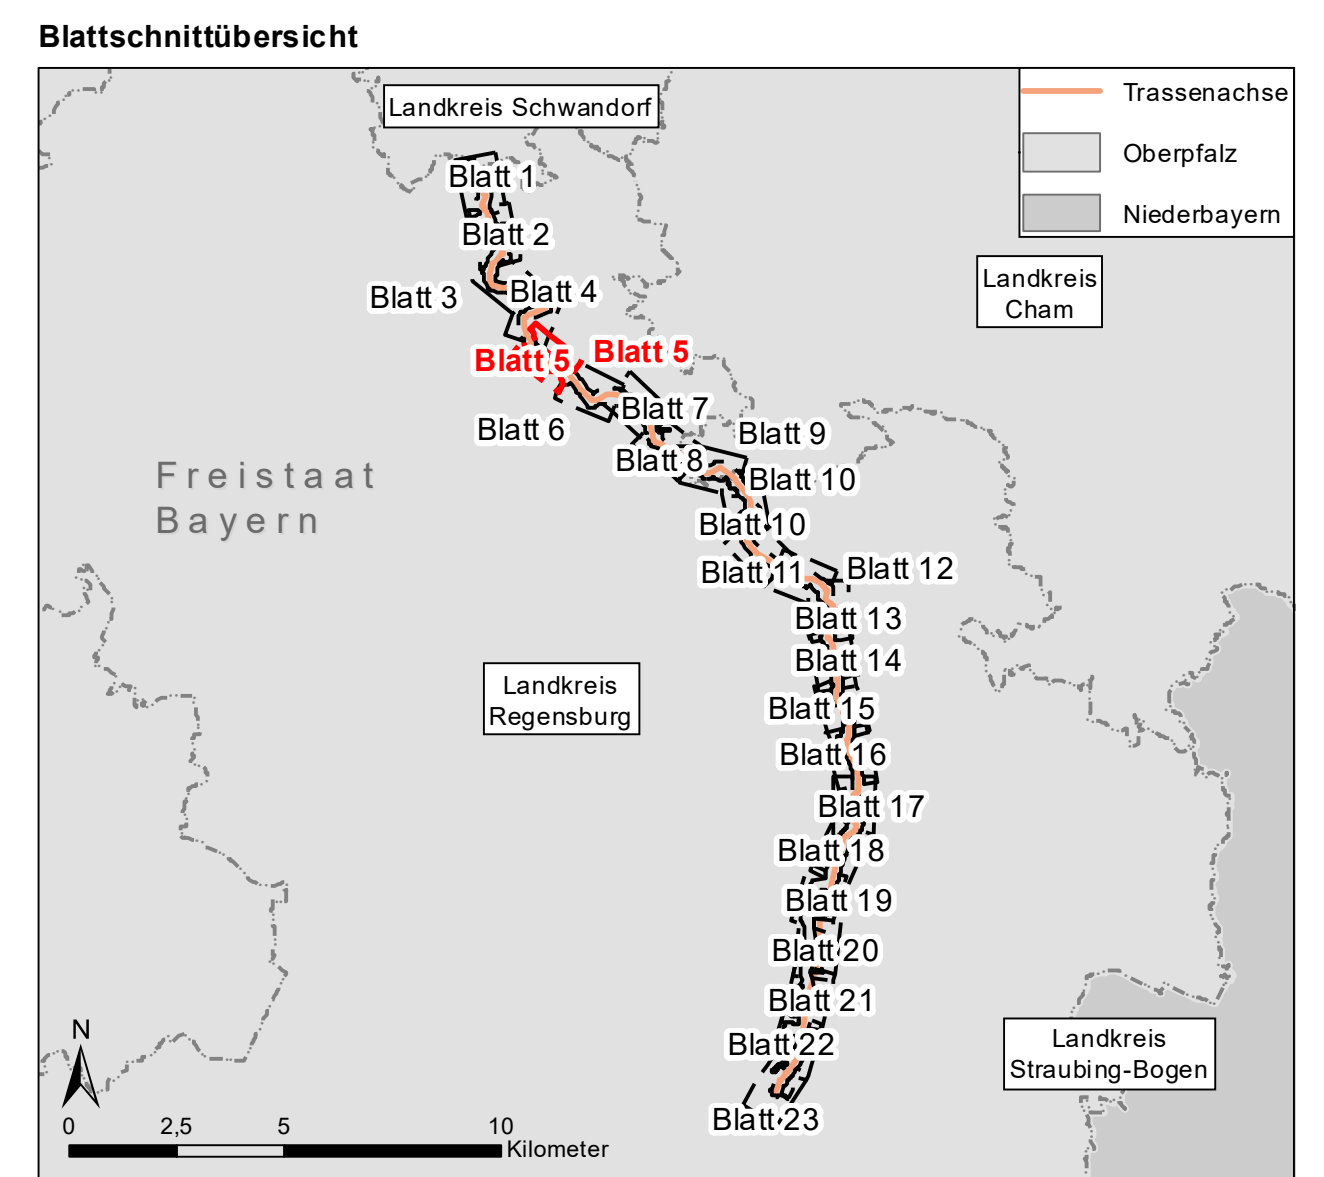 Blattschnittübersicht
Landkreis Schwandorf
Trassenachse
Oberpfalz
Niederbayern
Blatt 1
Blatt 2
Landkreis
Cham
Blatt 3
Blatt 4
Blatt 5
Blatt 5
Blatt 6
Blatt 7
Blatt 8
Blatt 9
Blatt 10
Freistaat
Bayern
Blatt 10
Blatt 11
Blatt 12
Blatt 13
Blatt 14
Landkreis
Regensburg
Blatt 15
Blatt 16
Blatt 17
Blatt 18
Blatt 19
Blatt 20
Blatt 21
Blatt 22
Landkreis
Straubing-Bogen
Blatt 23
N
0 2,5 5 10
Kilometer